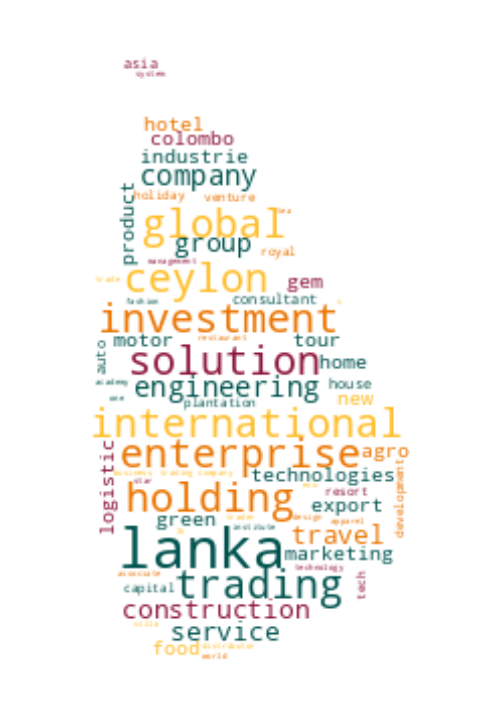 asia
system
hotel
colombo
industrie
company
product
holiday venture
global
group
royal
management
ceylon
gem
trade
fashion
consultant
investment
motor
restaurant
tour
auto
solution
home
academy
engineering
house
one
plantation
new
international
enterprise
agro
logistic
business trading company
technologies
star
holding
resort
export
development
green
trader
design
apparel
institute
travel
lanka
marketing
technology
associate
capital
trading
tech
construction
villa
service
food
distributor
world